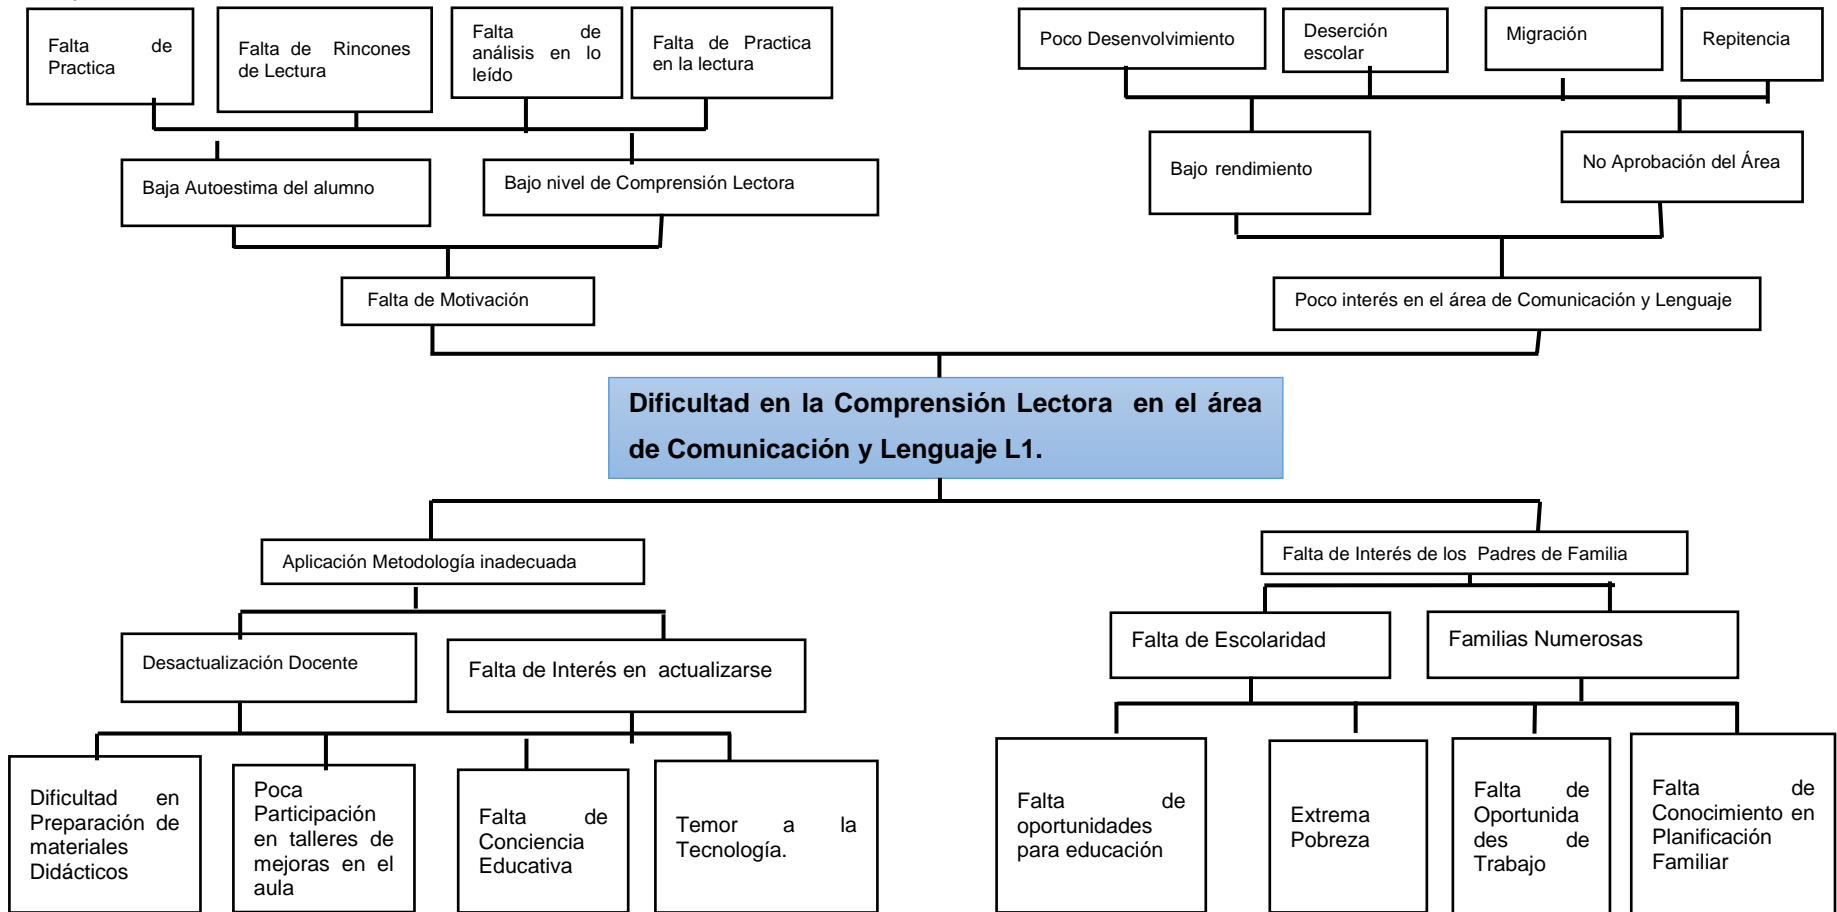 Falta de
Practica
Falta de Rincones
de Lectura
Falta de
análisis en lo
leído
Falta de Practica
en la lectura
Poco Desenvolvimiento
Deserción
escolar
Migración
Repitencia
Baja Autoestima del alumno
Bajo nivel de Comprensión Lectora
Bajo rendimiento
No Aprobación del Área
Falta de Motivación
Poco interés en el área de Comunicación y Lenguaje
Dificultad en la Comprensión Lectora en el área
de Comunicación y Lenguaje L1.
Aplicación Metodología inadecuada
Falta de Interés de los Padres de Familia
Desactualización Docente
Falta de Interés en actualizarse
Falta de Escolaridad
Familias Numerosas
Dificultad en
Preparación de
materiales
Didácticos
Poca
Participación
en talleres de
mejoras en el
aula
Falta de
Conciencia
Educativa
Temor a la
Tecnología.
Falta de
oportunidades
para educación
Extrema
Pobreza
Falta de
Oportunida
des de
Trabajo
Falta de
Conocimiento en
Planificación
Familiar